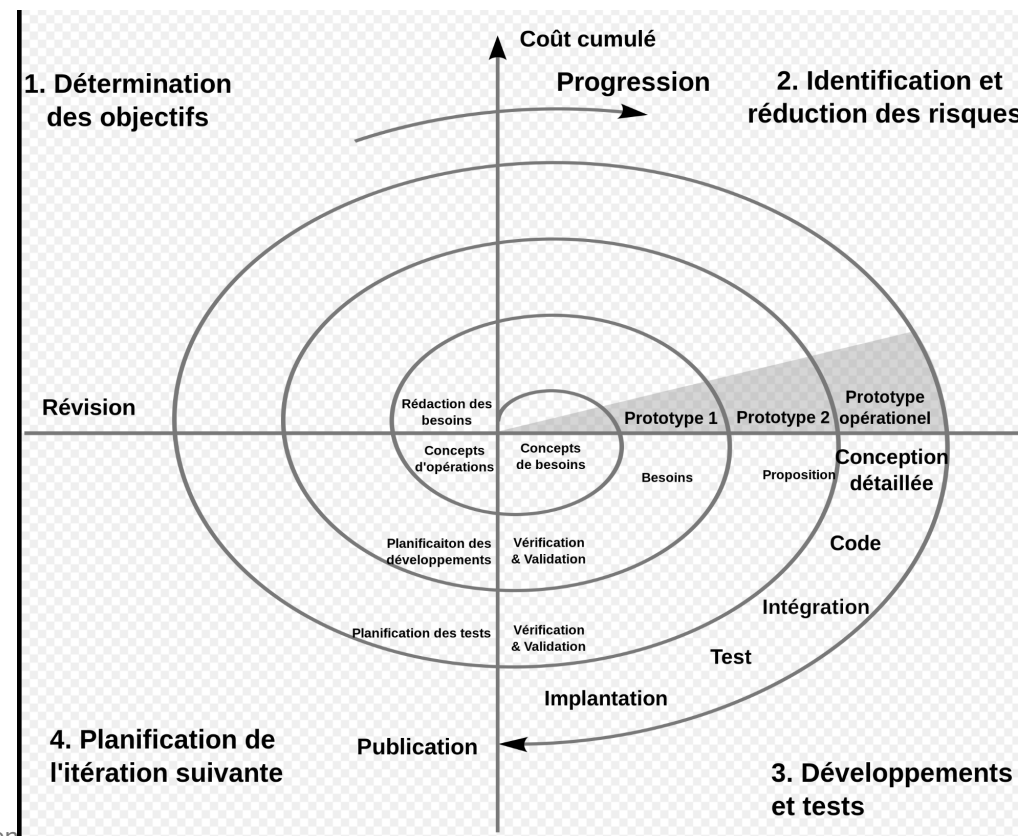 Coût cumulé
Progression
1. Détermination
des objectifs
2. Identification et
réduction des risques
Révision
Rédaction des
besoins
Prototype 1
Prototype 2
Prototype
opérationel
Concepts
d'opérations
Concepts
de besoins
Besoins
Proposition
Conception
détaillée
Planificaiton des
développements
Vérification
& Validation
Code
Intégration
Planification des tests
Vérification
& Validation
Test
Implantation
Publication
4. Planification de
l'itération suivante
3. Développements
et tests